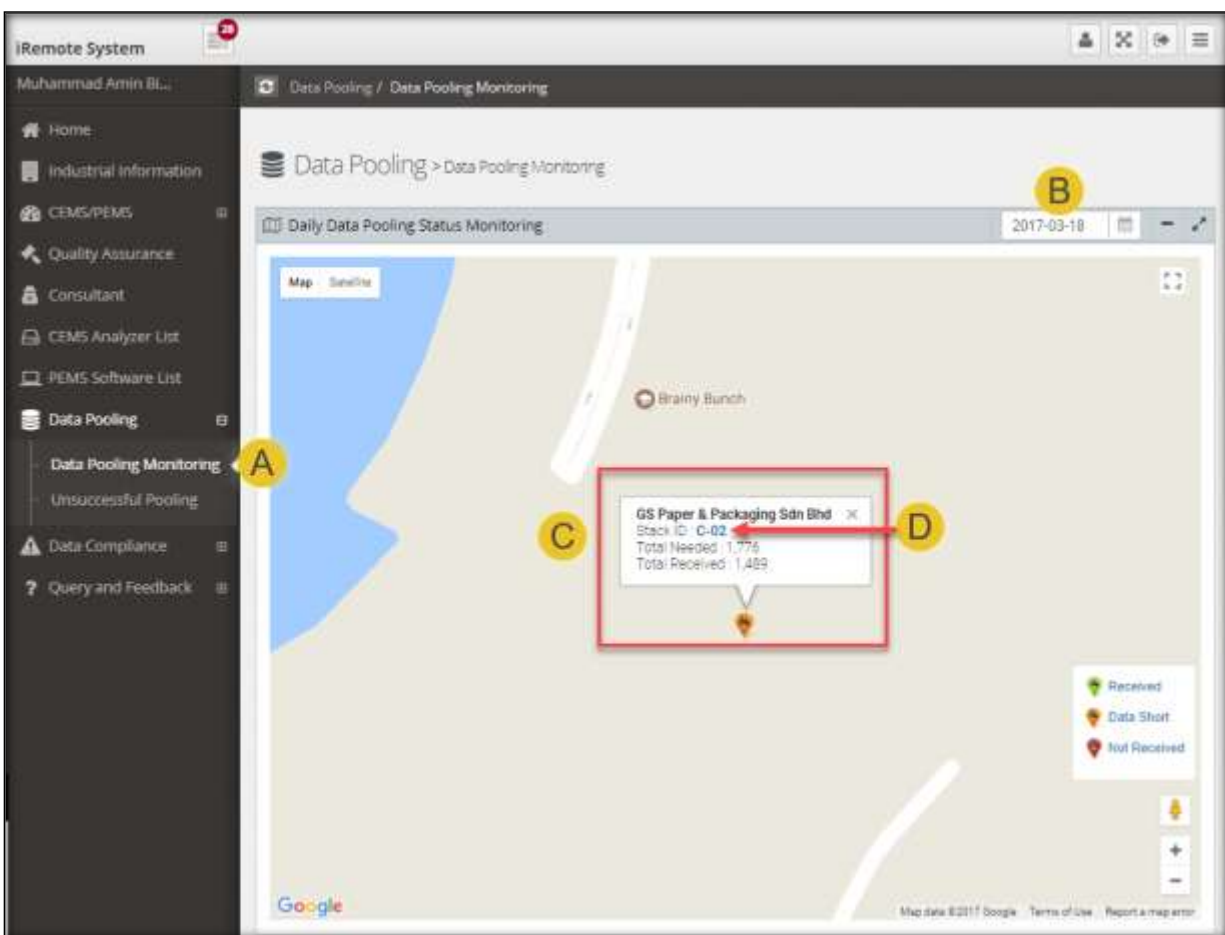 28
iRemote System
Muhammad Amin Bi...
Data Pooling / Data Pooling Monitoring
Home
Industrial Information
CEMS/PEMS
Quality Assurance
Consultant
CEMS Analyzer List
PEMS Software List
Data Pooling
Data Pooling Monitoring
Unsuccessful Pooling
Data Compliance
? Query and Feedback
Data Pooling > Data Pooling Monitoring
B
Daily Data Pooling Status Monitoring
2017-03-18
Map Satellite
Brainy Bunch
A
C
GS Paper & Packaging Sdn Bhd ×
Stack ID : C-02
Total Needed : 1,776
Total Received : 1,489
D
Received
Data Short
Not Received
+
−
Google
Map data ©2017 Google Terms of Use Report a map error